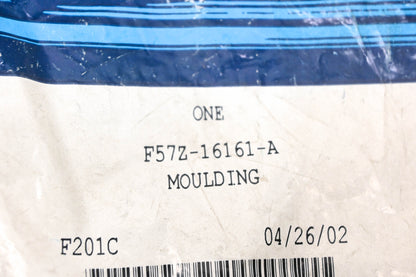 ONE
F57Z-16161-A
MOULDING
F201C 04/26/02